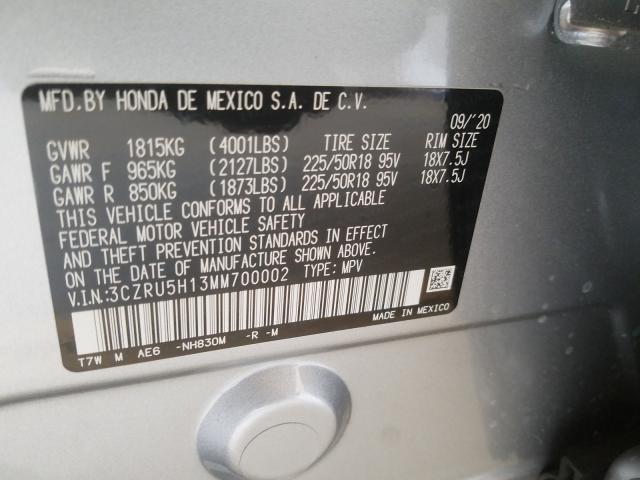 MFD.BY HONDA DE MEXICO S.A. DE C.V.
09/'20
GVWR 1815KG (4001LBS) TIRE SIZE RIM SIZE
GAWR F 965KG (2127LBS) 225/50R18 95V 18X7.5J
GAWR R 850KG (1873LBS) 225/50R18 95V 18X7.5J
THIS VEHICLE CONFORMS TO ALL APPLICABLE
FEDERAL MOTOR VEHICLE SAFETY
AND THEFT PREVENTION STANDARDS IN EFFECT
ON THE DATE OF MANUFACTURE SHOWN ABOVE.
V.I.N.:3CZRU5H13MM700002 TYPE: MPV
T7W M AE6 -NH830M -R -M
MADE IN MEXICO